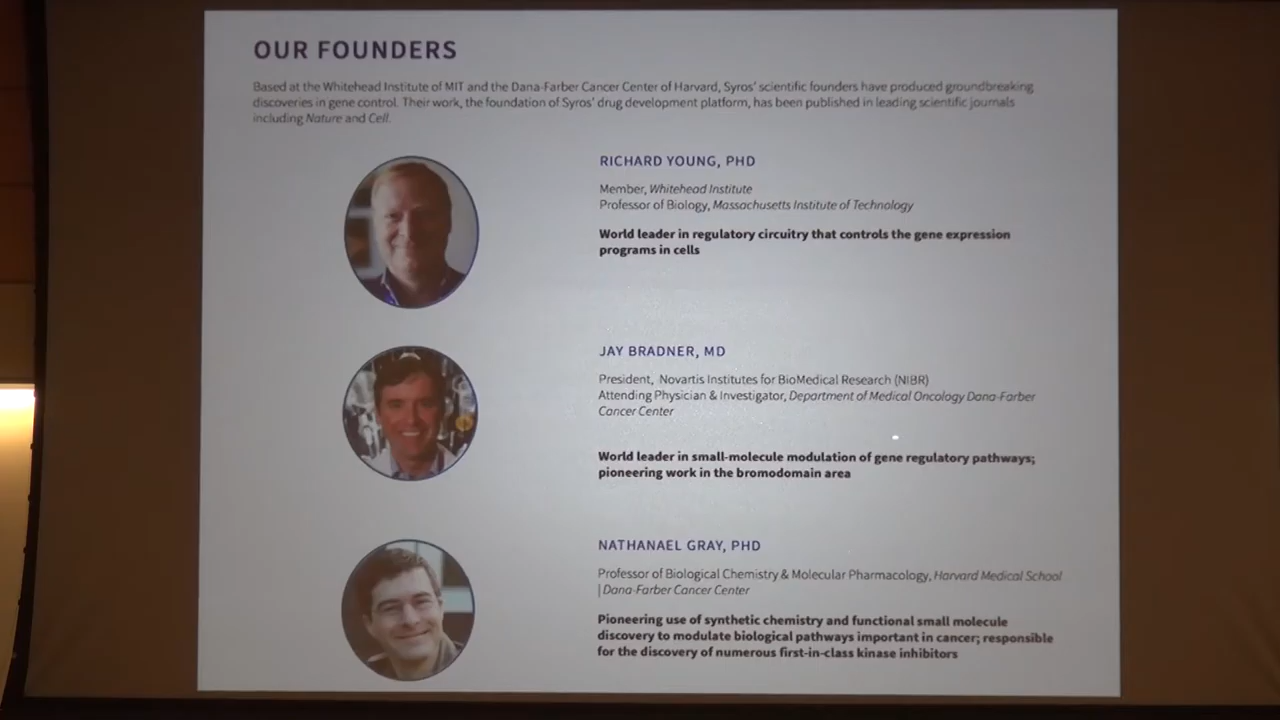 OUR FOUNDERS
Based at the Whitehead Institute of MIT and the Dana-Farber Cancer Center of Harvard, Syros' scientific founders have produced groundbreaking
discoveries in gene control. Their work, the foundation of Syros' drug development platform, has been published in leading scientific journals
including Nature and Cell.
RICHARD YOUNG, PHD
Member, Whitehead Institute
Professor of Biology, Massachusetts Institute of Technology
World leader in regulatory circuitry that controls the gene expression
programs in cells
JAY BRADNER, MD
President, Novartis Institutes for BioMedical Research (NIBR)
Attending Physician & Investigator, Department of Medical Oncology Dana-Farber
Cancer Center
World leader in small-molecule modulation of gene regulatory pathways;
pioneering work in the bromodomain area
NATHANAEL GRAY, PHD
Professor of Biological Chemistry & Molecular Pharmacology, Harvard Medical School
| Dana-Farber Cancer Center
Pioneering use of synthetic chemistry and functional small molecule
discovery to modulate biological pathways important in cancer; responsible
for the discovery of numerous first-in-class kinase inhibitors